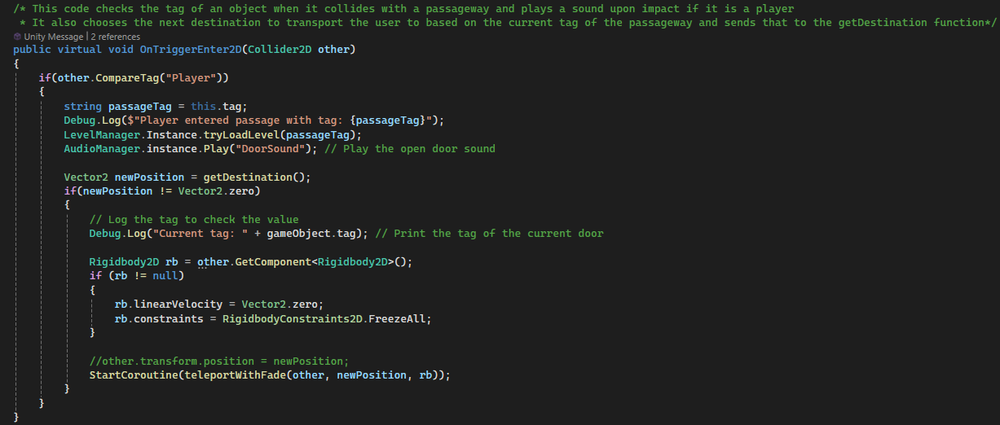 /* This code checks the tag of an object when it collides with a passageway and plays a sound upon impact if it is a player
 * It also chooses the next destination to transport the user to based on the current tag of the passageway and sends that to the getDestination function*/
Unity Message | 2 references
public virtual void OnTriggerEnter2D(Collider2D other)
{
    if(other.CompareTag("Player"))
    {
        string passageTag = this.tag;
        Debug.Log($"Player entered passage with tag: {passageTag}");
        LevelManager.Instance.tryLoadLevel(passageTag);
        AudioManager.instance.Play("DoorSound"); // Play the open door sound

        Vector2 newPosition = getDestination();
        if(newPosition != Vector2.zero)
        {
            // Log the tag to check the value
            Debug.Log("Current tag: " + gameObject.tag); // Print the tag of the current door

            Rigidbody2D rb = other.GetComponent<Rigidbody2D>();
            if (rb != null)
            {
                rb.linearVelocity = Vector2.zero;
                rb.constraints = RigidbodyConstraints2D.FreezeAll;
            }

            //other.transform.position = newPosition;
            StartCoroutine(teleportWithFade(other, newPosition, rb));
        }
    }
}